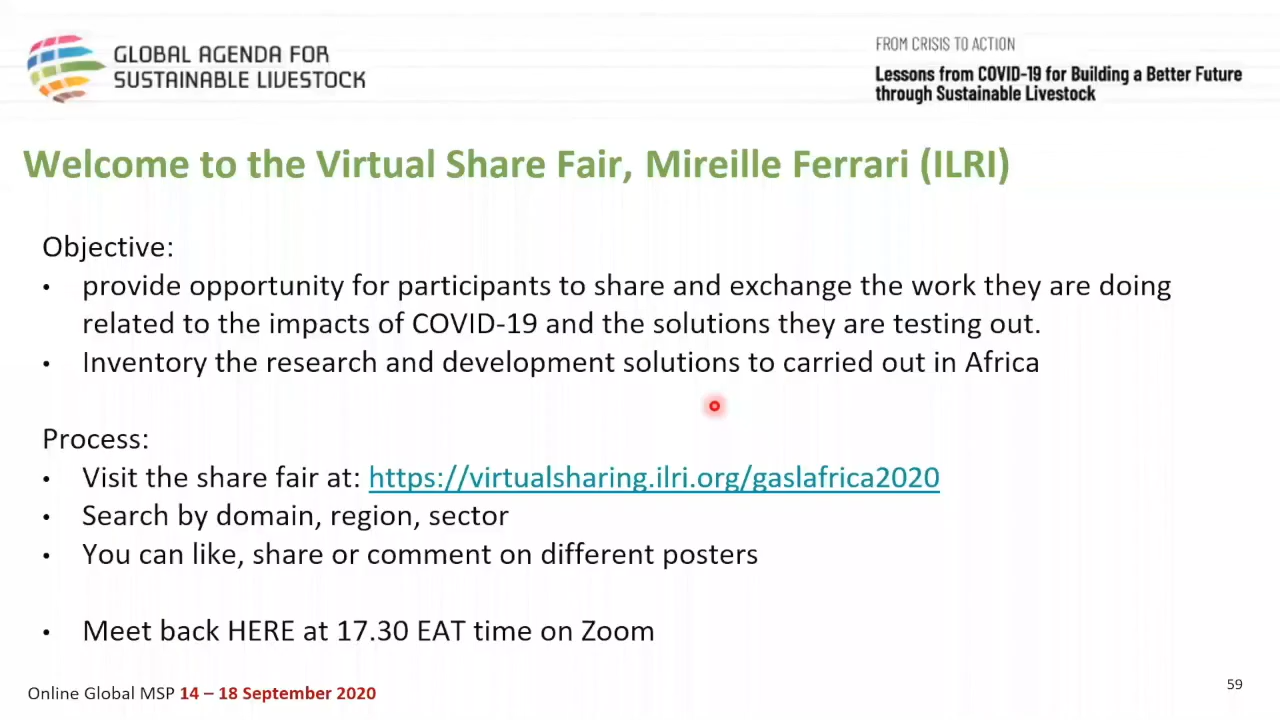 GLOBAL AGENDA FOR
SUSTAINABLE LIVESTOCK
FROM CRISIS TO ACTION
Lessons from COVID-19 for Building a Better Future
through Sustainable Livestock
Welcome to the Virtual Share Fair, Mireille Ferrari (ILRI)
Objective:
• provide opportunity for participants to share and exchange the work they are doing
related to the impacts of COVID-19 and the solutions they are testing out.
• Inventory the research and development solutions to carried out in Africa
Process:
• Visit the share fair at: https://virtualsharing.ilri.org/gaslafrica2020
• Search by domain, region, sector
• You can like, share or comment on different posters
• Meet back HERE at 17.30 EAT time on Zoom
Online Global MSP 14 – 18 September 2020
59